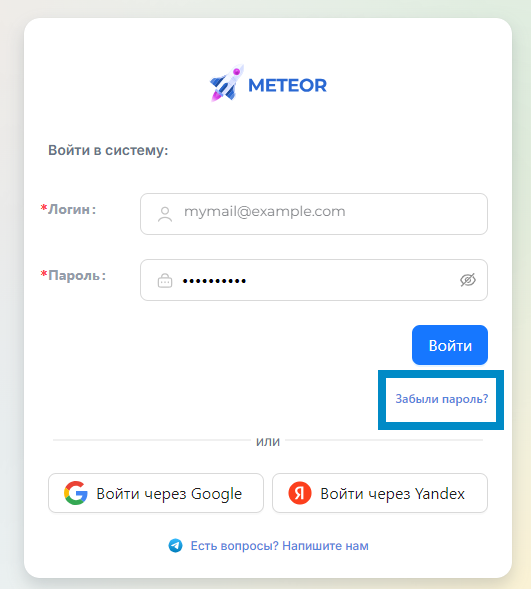 METEOR
Войти в систему:
*Логин:
mymail@example.com
*Пароль:
••••••••••
Войти
Забыли пароль?
или
Войти через Google
Я Войти через Yandex
Есть вопросы? Напишите нам